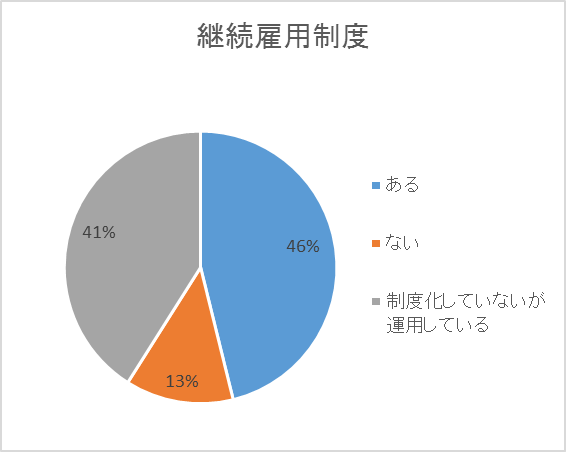 継続雇用制度
41%
46%
13%
ある
ない
制度化していないが
運用している